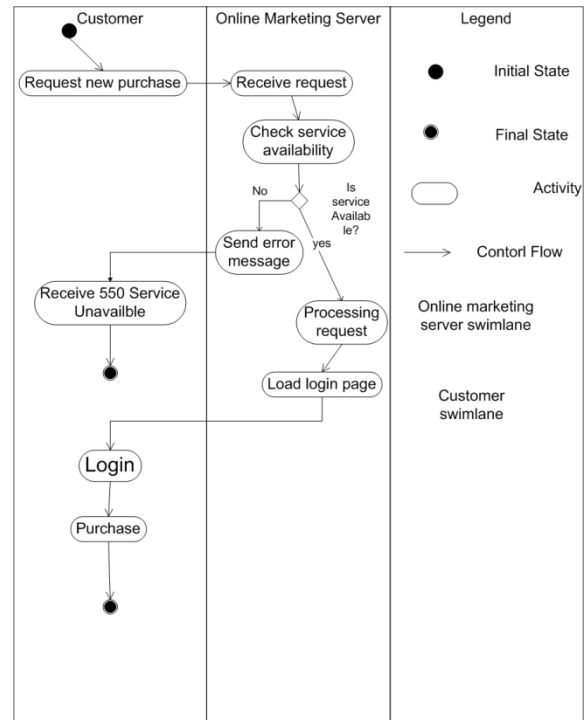 Customer
Online Marketing Server
Legend
Request new purchase
Receive request
Initial State
Check service
availability
Final State
Is
service
Availab
le?
No
yes
Activity
Send error
message
Contorl Flow
Receive 550 Service
Unavailble
Processing
request
Online marketing
server swimlane
Load login page
Customer
swimlane
Login
Purchase